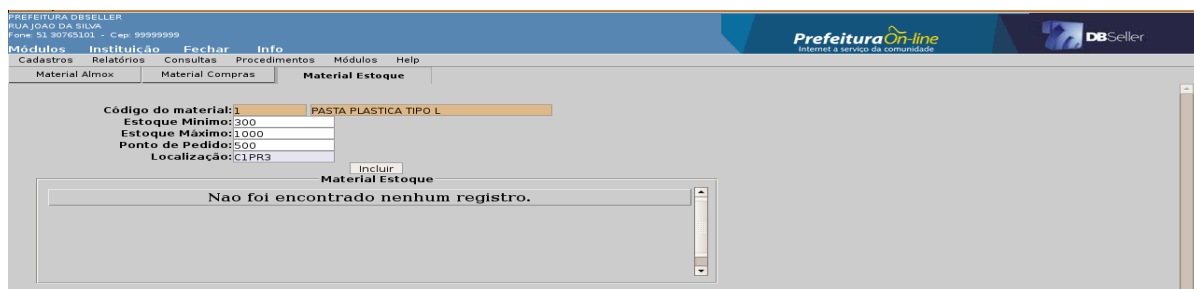 PREFEITURA DBSELLER
RUA JOAO DA SILVA
Fone: 51 30765101 - Cep: 99999999
Módulos Instituição Fechar Info
Prefeitura On-line
Internet a serviço da comunidade
DBSeller
Cadastros Relatórios Consultas Procedimentos Módulos Help
Material Almox Material Compras Material Estoque
Código do material: 1 PASTA PLASTICA TIPO L
Estoque Minimo: 300
Estoque Máximo: 1000
Ponto de Pedido: 500
Localização: C1PR3
Incluir
Material Estoque
Nao foi encontrado nenhum registro.